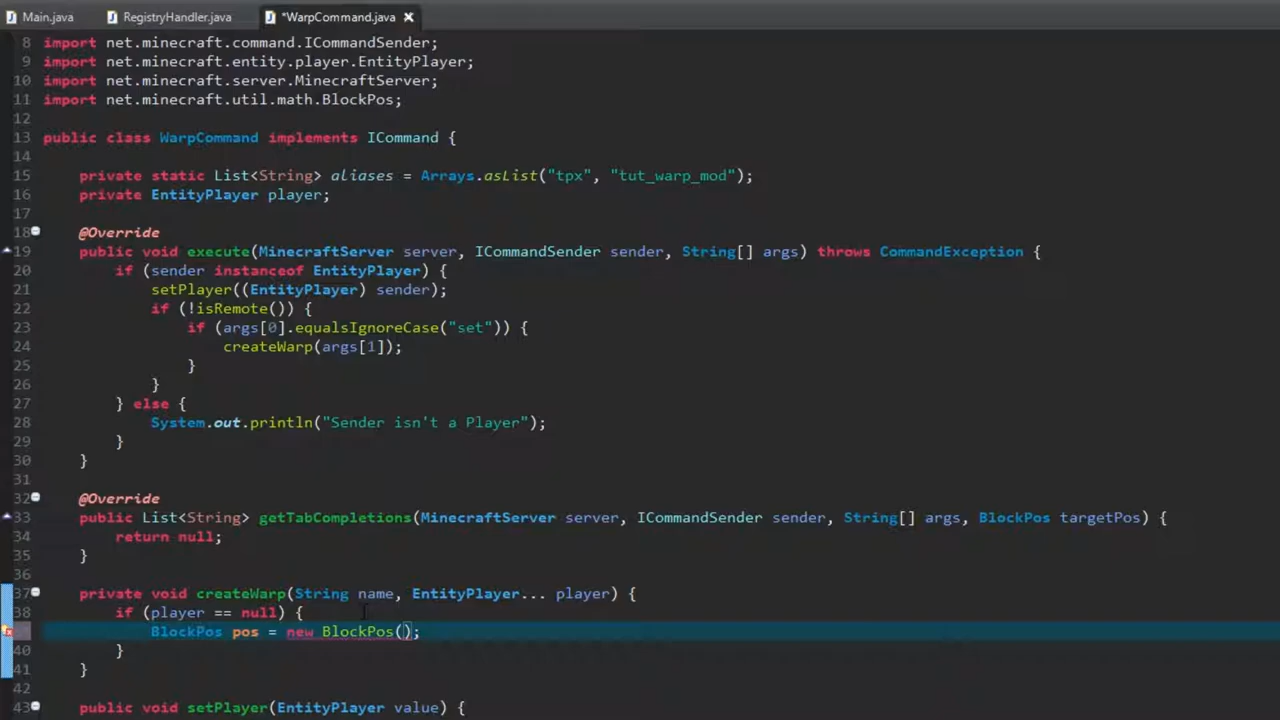 Main.java RegistryHandler.java *WarpCommand.java
8 import net.minecraft.command.ICommandSender;
9 import net.minecraft.entity.player.EntityPlayer;
10 import net.minecraft.server.MinecraftServer;
11 import net.minecraft.util.math.BlockPos;
12
13 public class WarpCommand implements ICommand {
14
15 private static List<String> aliases = Arrays.asList("tpx", "tut_warp_mod");
16 private EntityPlayer player;
17
18 @Override
19 public void execute(MinecraftServer server, ICommandSender sender, String[] args) throws CommandException {
20 if (sender instanceof EntityPlayer) {
21 setPlayer((EntityPlayer) sender);
22 if (!isRemote()) {
23 if (args[0].equalsIgnoreCase("set")) {
24 createWarp(args[1]);
25 }
26 }
27 } else {
28 System.out.println("Sender isn't a Player");
29 }
30 }
31
32 @Override
33 public List<String> getTabCompletions(MinecraftServer server, ICommandSender sender, String[] args, BlockPos targetPos) {
34 return null;
35 }
36
37 private void createWarp(String name, EntityPlayer... player) {
38 if (player == null) {
BlockPos pos = new BlockPos();
40 }
41 }
42
43 public void setPlayer(EntityPlayer value) {